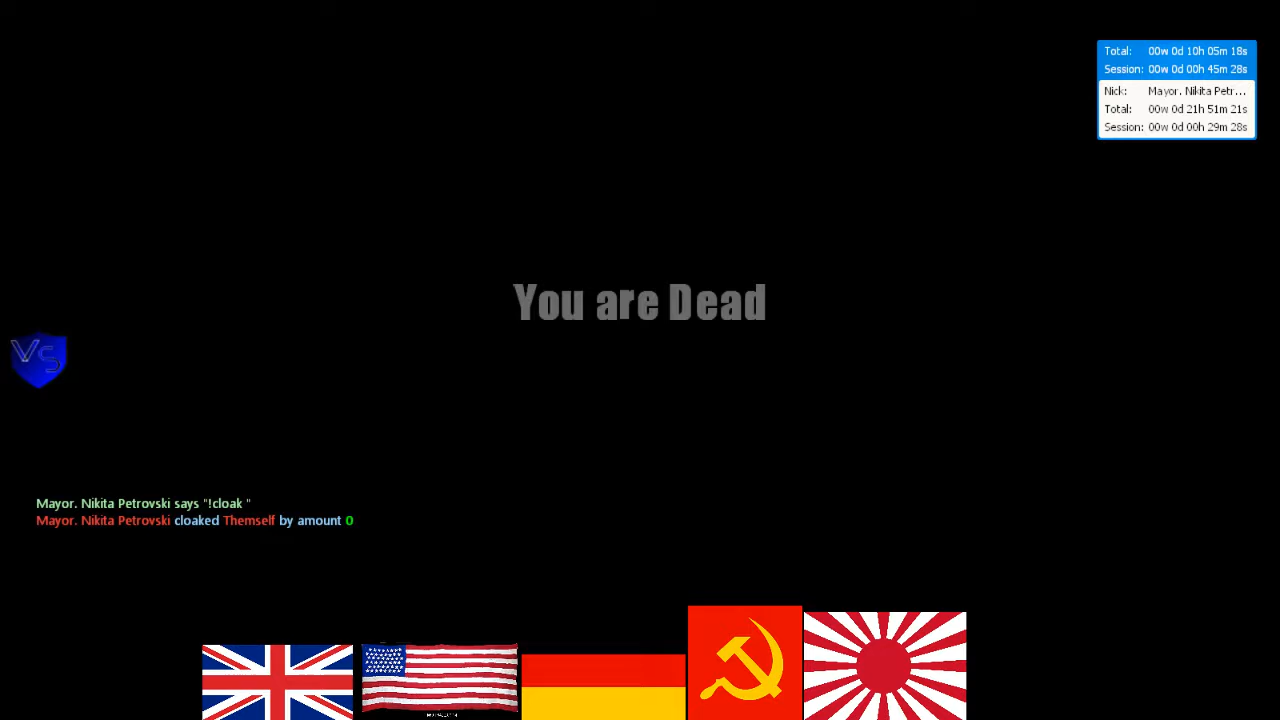 Total: 00w 0d 10h 05m 18s
Session: 00w 0d 00h 45m 28s
Nick: Mayor. Nikita Petr...
Total: 00w 0d 21h 51m 21s
Session: 00w 0d 00h 29m 28s
You are Dead
VS
Mayor. Nikita Petrovski says "!cloak "
Mayor. Nikita Petrovski cloaked Themself by amount 0